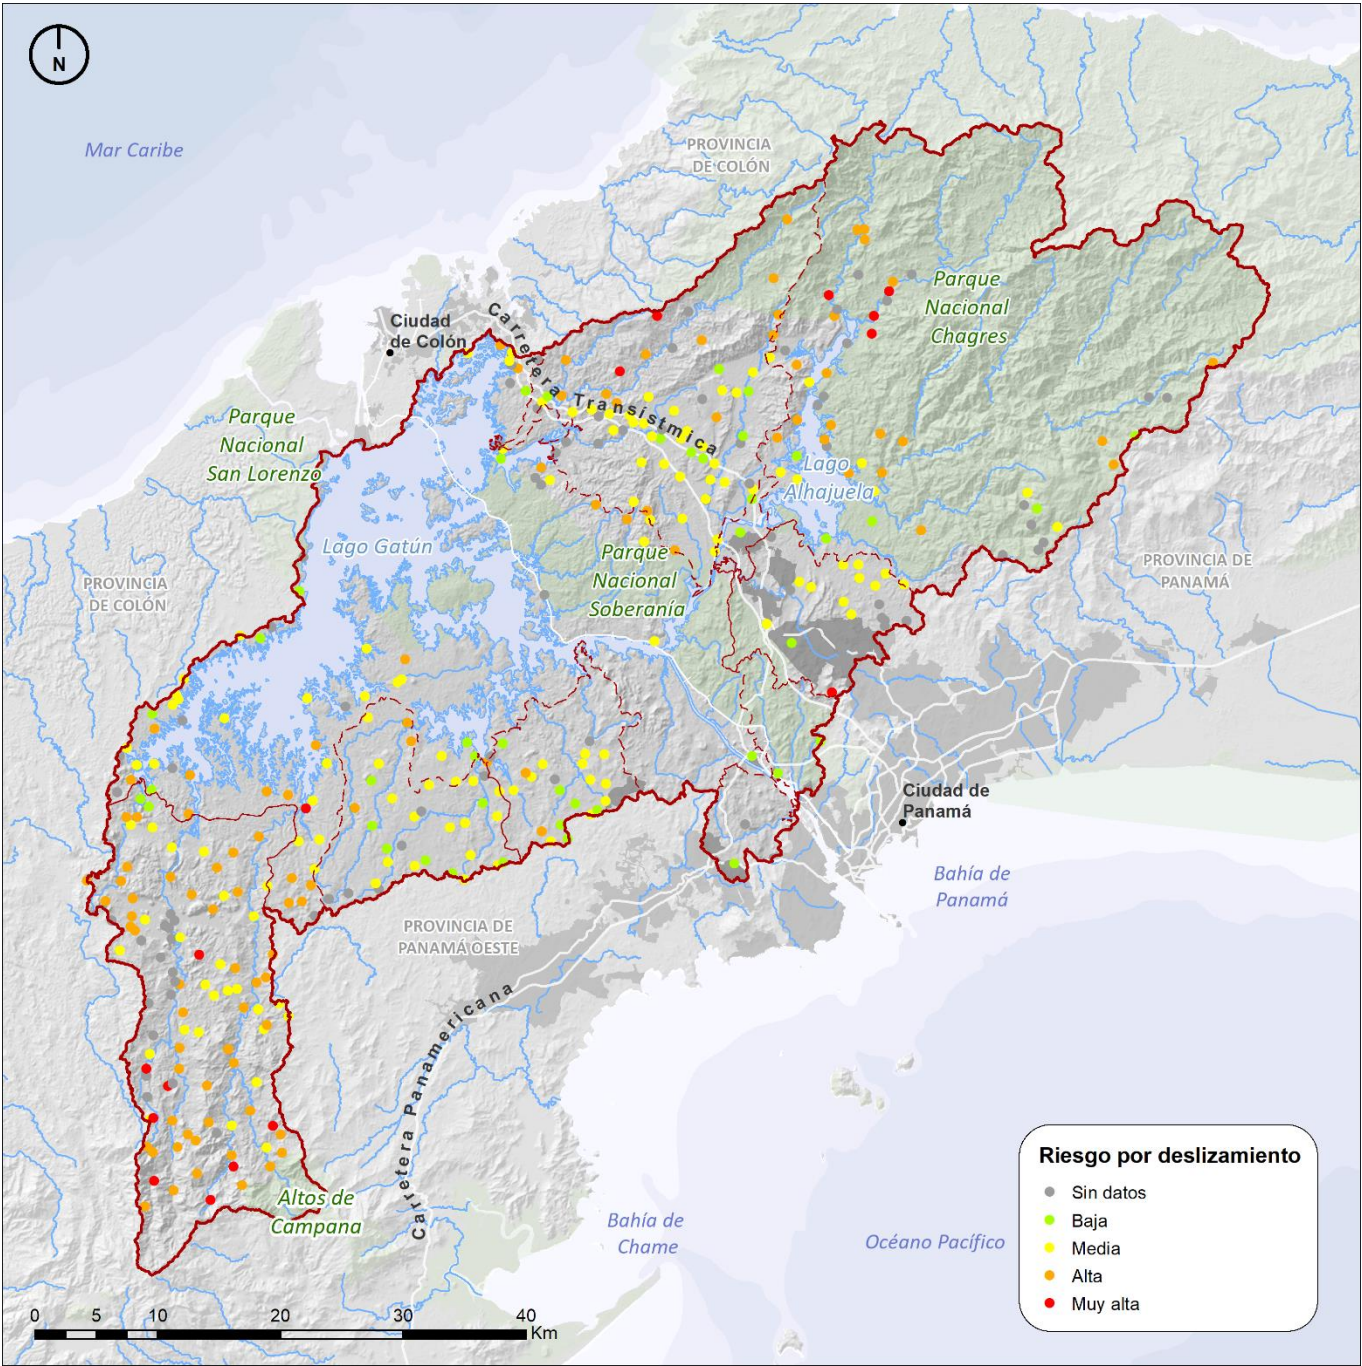 N
Mar Caribe
PROVINCIA
DE COLÓN
Parque
Nacional
Chagres
Ciudad
de Colón
Carretera Transístmica
Parque
Nacional
San Lorenzo
Lago
Alhajuela
Lago Gatún
Parque
Nacional
Soberanía
PROVINCIA
DE COLÓN
PROVINCIA DE
PANAMÁ
Ciudad de
Panamá
Bahía de
Panamá
PROVINCIA DE
PANAMÁ OESTE
Carretera Panamericana
Altos de
Campana
Bahía de
Chame
Océano Pacífico
Riesgo por deslizamiento
Sin datos
Baja
Media
Alta
Muy alta
0 5 10 20 30 40
Km